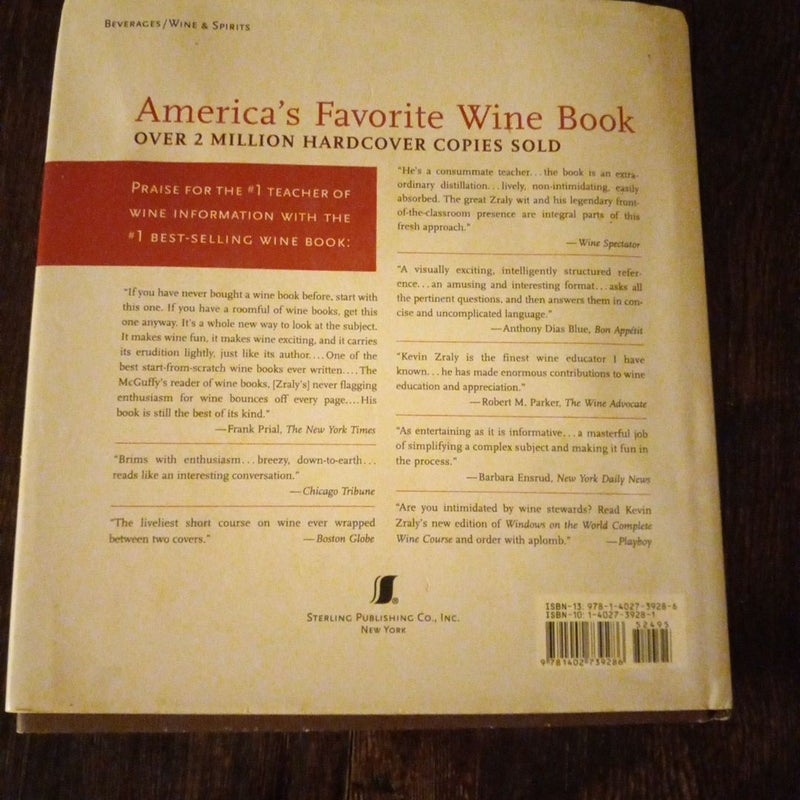 Beverages/Wine & Spirits
America's Favorite Wine Book
OVER 2 MILLION HARDCOVER COPIES SOLD
Praise for the #1 teacher of
wine information with the
#1 best-selling wine book:
"If you have never bought a wine book before, start with
this one. If you have a roomful of wine books, get this
one anyway. It's a whole new way to look at the subject.
It makes wine fun, it makes wine exciting, and it carries
its erudition lightly, just like its author.... One of the
best start-from-scratch wine books ever written.... The
McGuffy's reader of wine books, [Zraly's] never flagging
enthusiasm for wine bounces off every page.... His
book is still the best of its kind."
—Frank Prial, The New York Times
"Brims with enthusiasm... breezy, down-to-earth...
reads like an interesting conversation."
—Chicago Tribune
"The liveliest short course on wine ever wrapped
between two covers." —Boston Globe
"He's a consummate teacher... the book is an extra-
ordinary distillation... lively, non-intimidating, easily
absorbed. The great Zraly wit and his legendary front-
of-the-classroom presence are integral parts of this
fresh approach."
—Wine Spectator
"A visually exciting, intelligently structured refer-
ence... an amusing and interesting format... asks all
the pertinent questions, and then answers them in con-
cise and uncomplicated language."
—Anthony Dias Blue, Bon Appétit
"Kevin Zraly is the finest wine educator I have
known... he has made enormous contributions to wine
education and appreciation."
—Robert M. Parker, The Wine Advocate
"As entertaining as it is informative... a masterful job
of simplifying a complex subject and making it fun in
the process."
—Barbara Ensrud, New York Daily News
"Are you intimidated by wine stewards? Read Kevin
Zraly's new edition of Windows on the World Complete
Wine Course and order with aplomb." —Playboy
Sterling Publishing Co., Inc.
New York
ISBN-13: 978-1-4027-3928-6
ISBN-10: 1-4027-3928-1
52495
9 781402 739286